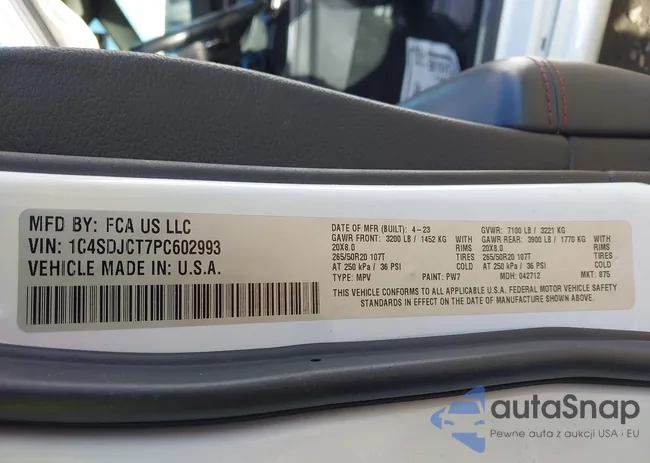 MFD BY: FCA US LLC
VIN: 1C4SDJCT7PC602993
VEHICLE MADE IN: U.S.A.
DATE OF MFR (BUILT): 4-23 GVWR: 7100 LB / 3221 KG
GAWR FRONT: 3200 LB / 1452 KG WITH GAWR REAR: 3900 LB / 1770 KG WITH
20X8.0 RIMS 20X8.0 RIMS
265/50R20 107T TIRES 265/50R20 107T TIRES
AT 250 kPa / 36 PSI COLD AT 250 kPa / 36 PSI COLD
TYPE: MPV PAINT: PW7 MDH: 042712 MKT: 875
THIS VEHICLE CONFORMS TO ALL APPLICABLE U.S.A. FEDERAL MOTOR VEHICLE SAFETY
STANDARDS IN EFFECT ON THE DATE OF MANUFACTURE SHOWN ABOVE.
autaSnap
Pewne auta z aukcji USA i EU